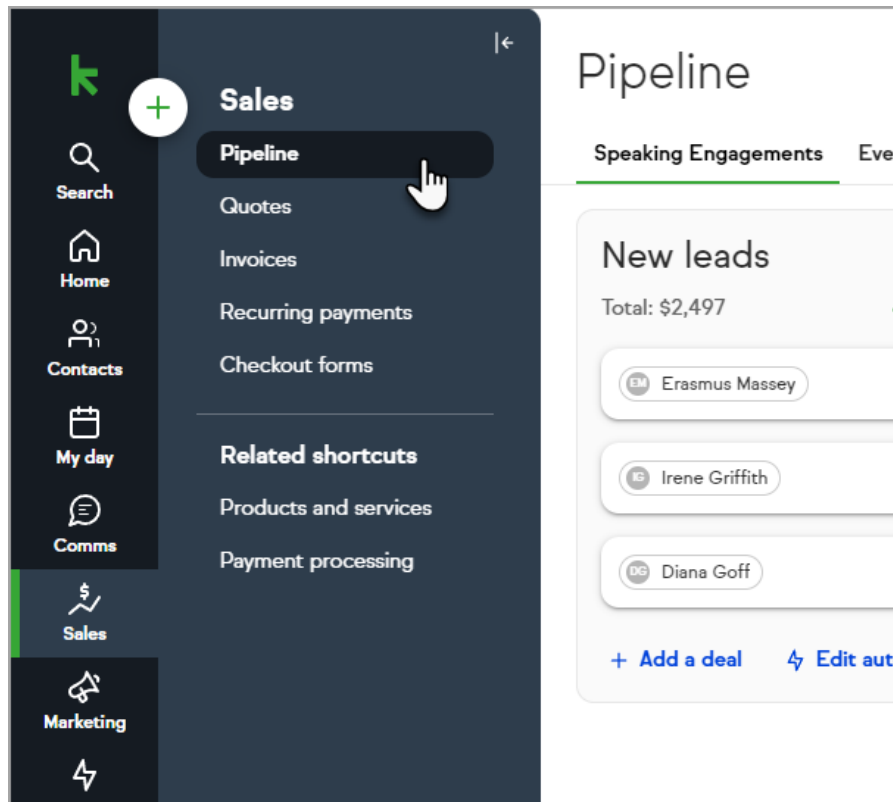 Search
Home
Contacts
My day
Comms
Sales
Marketing
Sales
Pipeline
Quotes
Invoices
Recurring payments
Checkout forms
Related shortcuts
Products and services
Payment processing
Pipeline
Speaking Engagements
New leads
Total: $2,497
EM Erasmus Massey
IG Irene Griffith
DG Diana Goff
+ Add a deal Edit